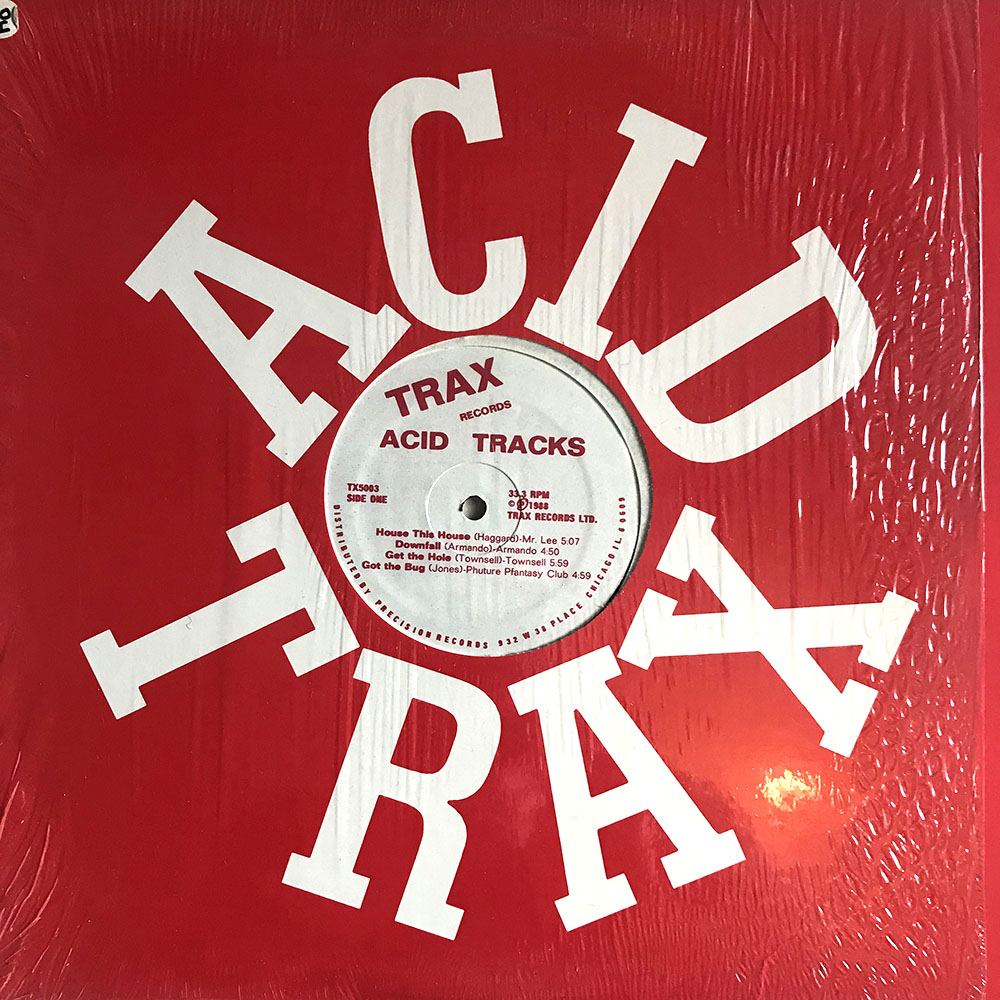 ACID
TRAX
TRAX
RECORDS
ACID TRACKS
TX5003
SIDE ONE
33.3 RPM
© ℗ 1988
TRAX RECORDS LTD.
House This House (Haggard)-Mr. Lee 5:07
Downfall (Armando)-Armando 4:50
Get the Hole (Townsell)-Townsell 5:59
Got the Bug (Jones)-Phuture Pfantasy Club 4:59
DISTRIBUTED BY PRECISION RECORDS 932 W 38 PLACE CHICAGO IL. 60609